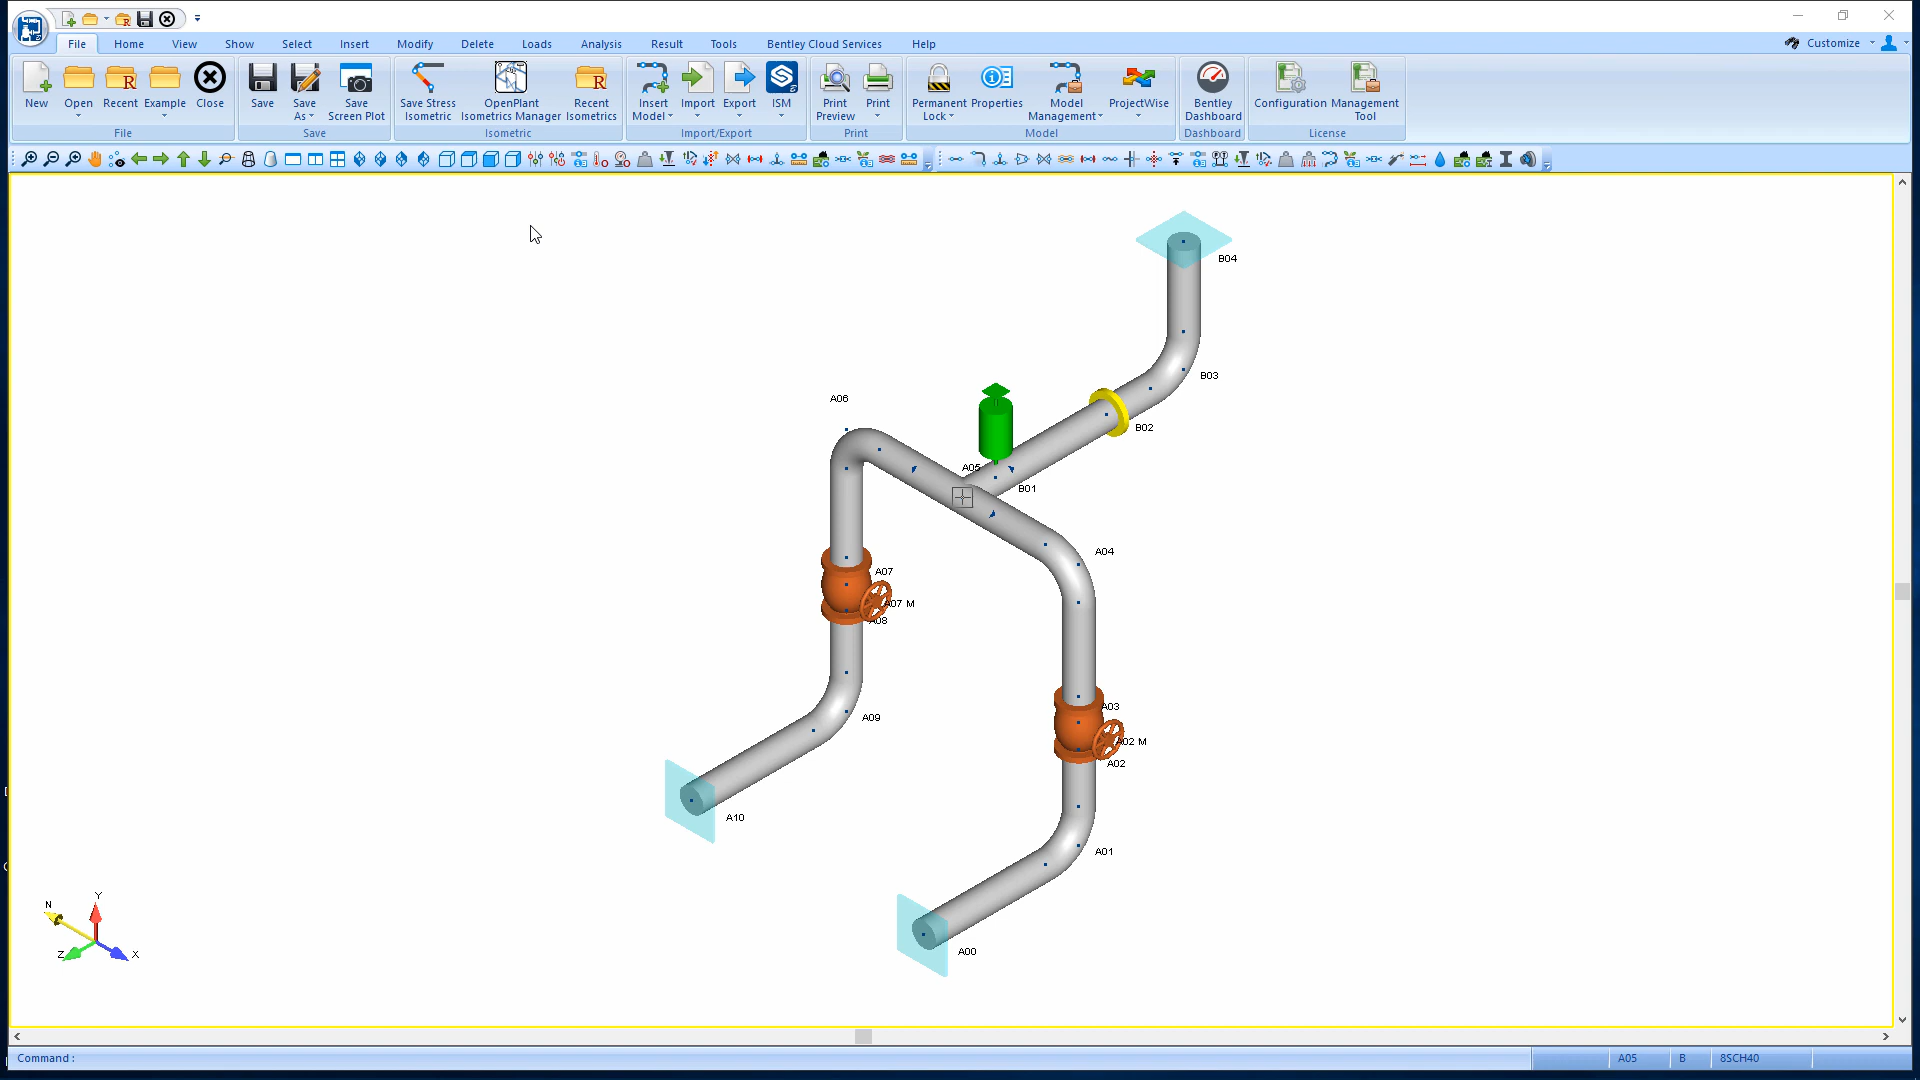 File Home View Show Select Insert Modify Delete Loads Analysis Result Tools Bentley Cloud Services Help Customize
New Open Recent Example Close Save Save As Save Screen Plot Save Stress Isometric OpenPlant Isometrics Manager Recent Isometrics Insert Model Import Export ISM Print Preview Print Permanent Lock Properties Model Management ProjectWise Bentley Dashboard Configuration Management Tool
File Save Isometric Import/Export Print Model Dashboard License
B04
B03
A06
B02
A05
B01
A04
A07
A07 M
A08
A03
A09
A02 M
A02
A10
A01
A00
N
Y
Z
X
Command :
A05 B 8SCH40